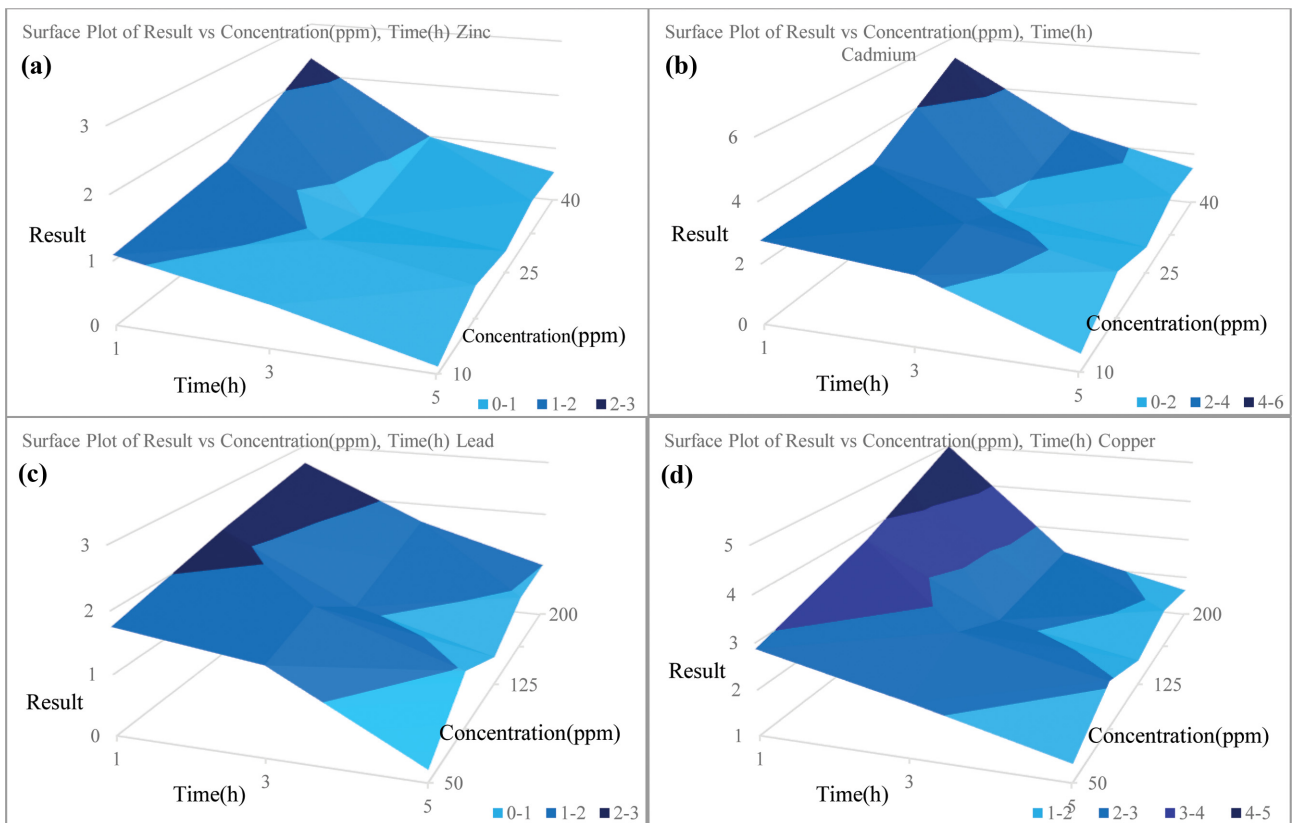 Surface Plot of Result vs Concentration(ppm), Time(h) Zinc
(a)
3
2
Result
1
0
1
3
5
Time(h)
10
25
40
Concentration(ppm)
0-1 1-2 2-3
Surface Plot of Result vs Concentration(ppm), Time(h)
Cadmium
(b)
6
4
Result
2
0
1
3
5
Time(h)
10
25
40
Concentration(ppm)
0-2 2-4 4-6
Surface Plot of Result vs Concentration(ppm), Time(h) Lead
(c)
3
2
1
Result
0
1
3
5
Time(h)
50
125
200
Concentration(ppm)
0-1 1-2 2-3
Surface Plot of Result vs Concentration(ppm), Time(h) Copper
(d)
5
4
3
Result
2
1
1
3
5
Time(h)
50
125
200
Concentration(ppm)
1-2 2-3 3-4 4-5